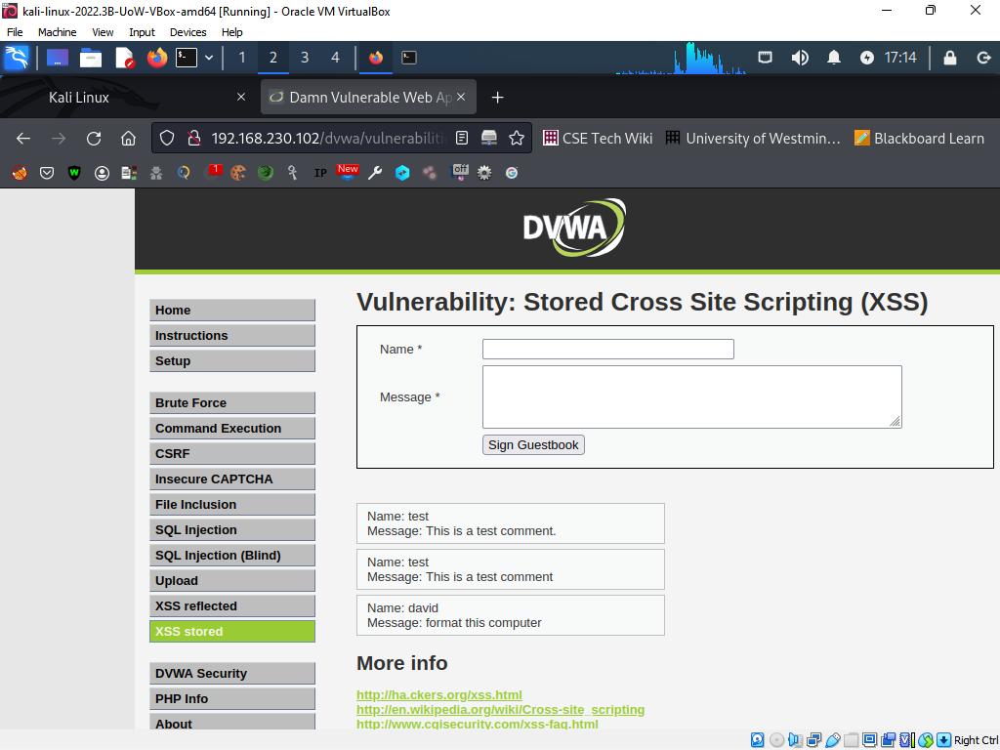 kali-linux-2022.3B-UoW-VBox-amd64 [Running] - Oracle VM VirtualBox
File Machine View Input Devices Help
1 2 3 4 17:14
Kali Linux
Damn Vulnerable Web Ap
192.168.230.102/dvwa/vulnerabiliti
CSE Tech Wiki
University of Westmin…
Blackboard Learn
1 IP New off
DVWA
Home
Instructions
Setup
Brute Force
Command Execution
CSRF
Insecure CAPTCHA
File Inclusion
SQL Injection
SQL Injection (Blind)
Upload
XSS reflected
XSS stored
DVWA Security
PHP Info
About
Vulnerability: Stored Cross Site Scripting (XSS)
Name *
Message *
Sign Guestbook
Name: test
Message: This is a test comment.
Name: test
Message: This is a test comment
Name: david
Message: format this computer
More info
http://ha.ckers.org/xss.html
http://en.wikipedia.org/wiki/Cross-site_scripting
http://www.cgisecurity.com/xss-faq.html
Right Ctrl